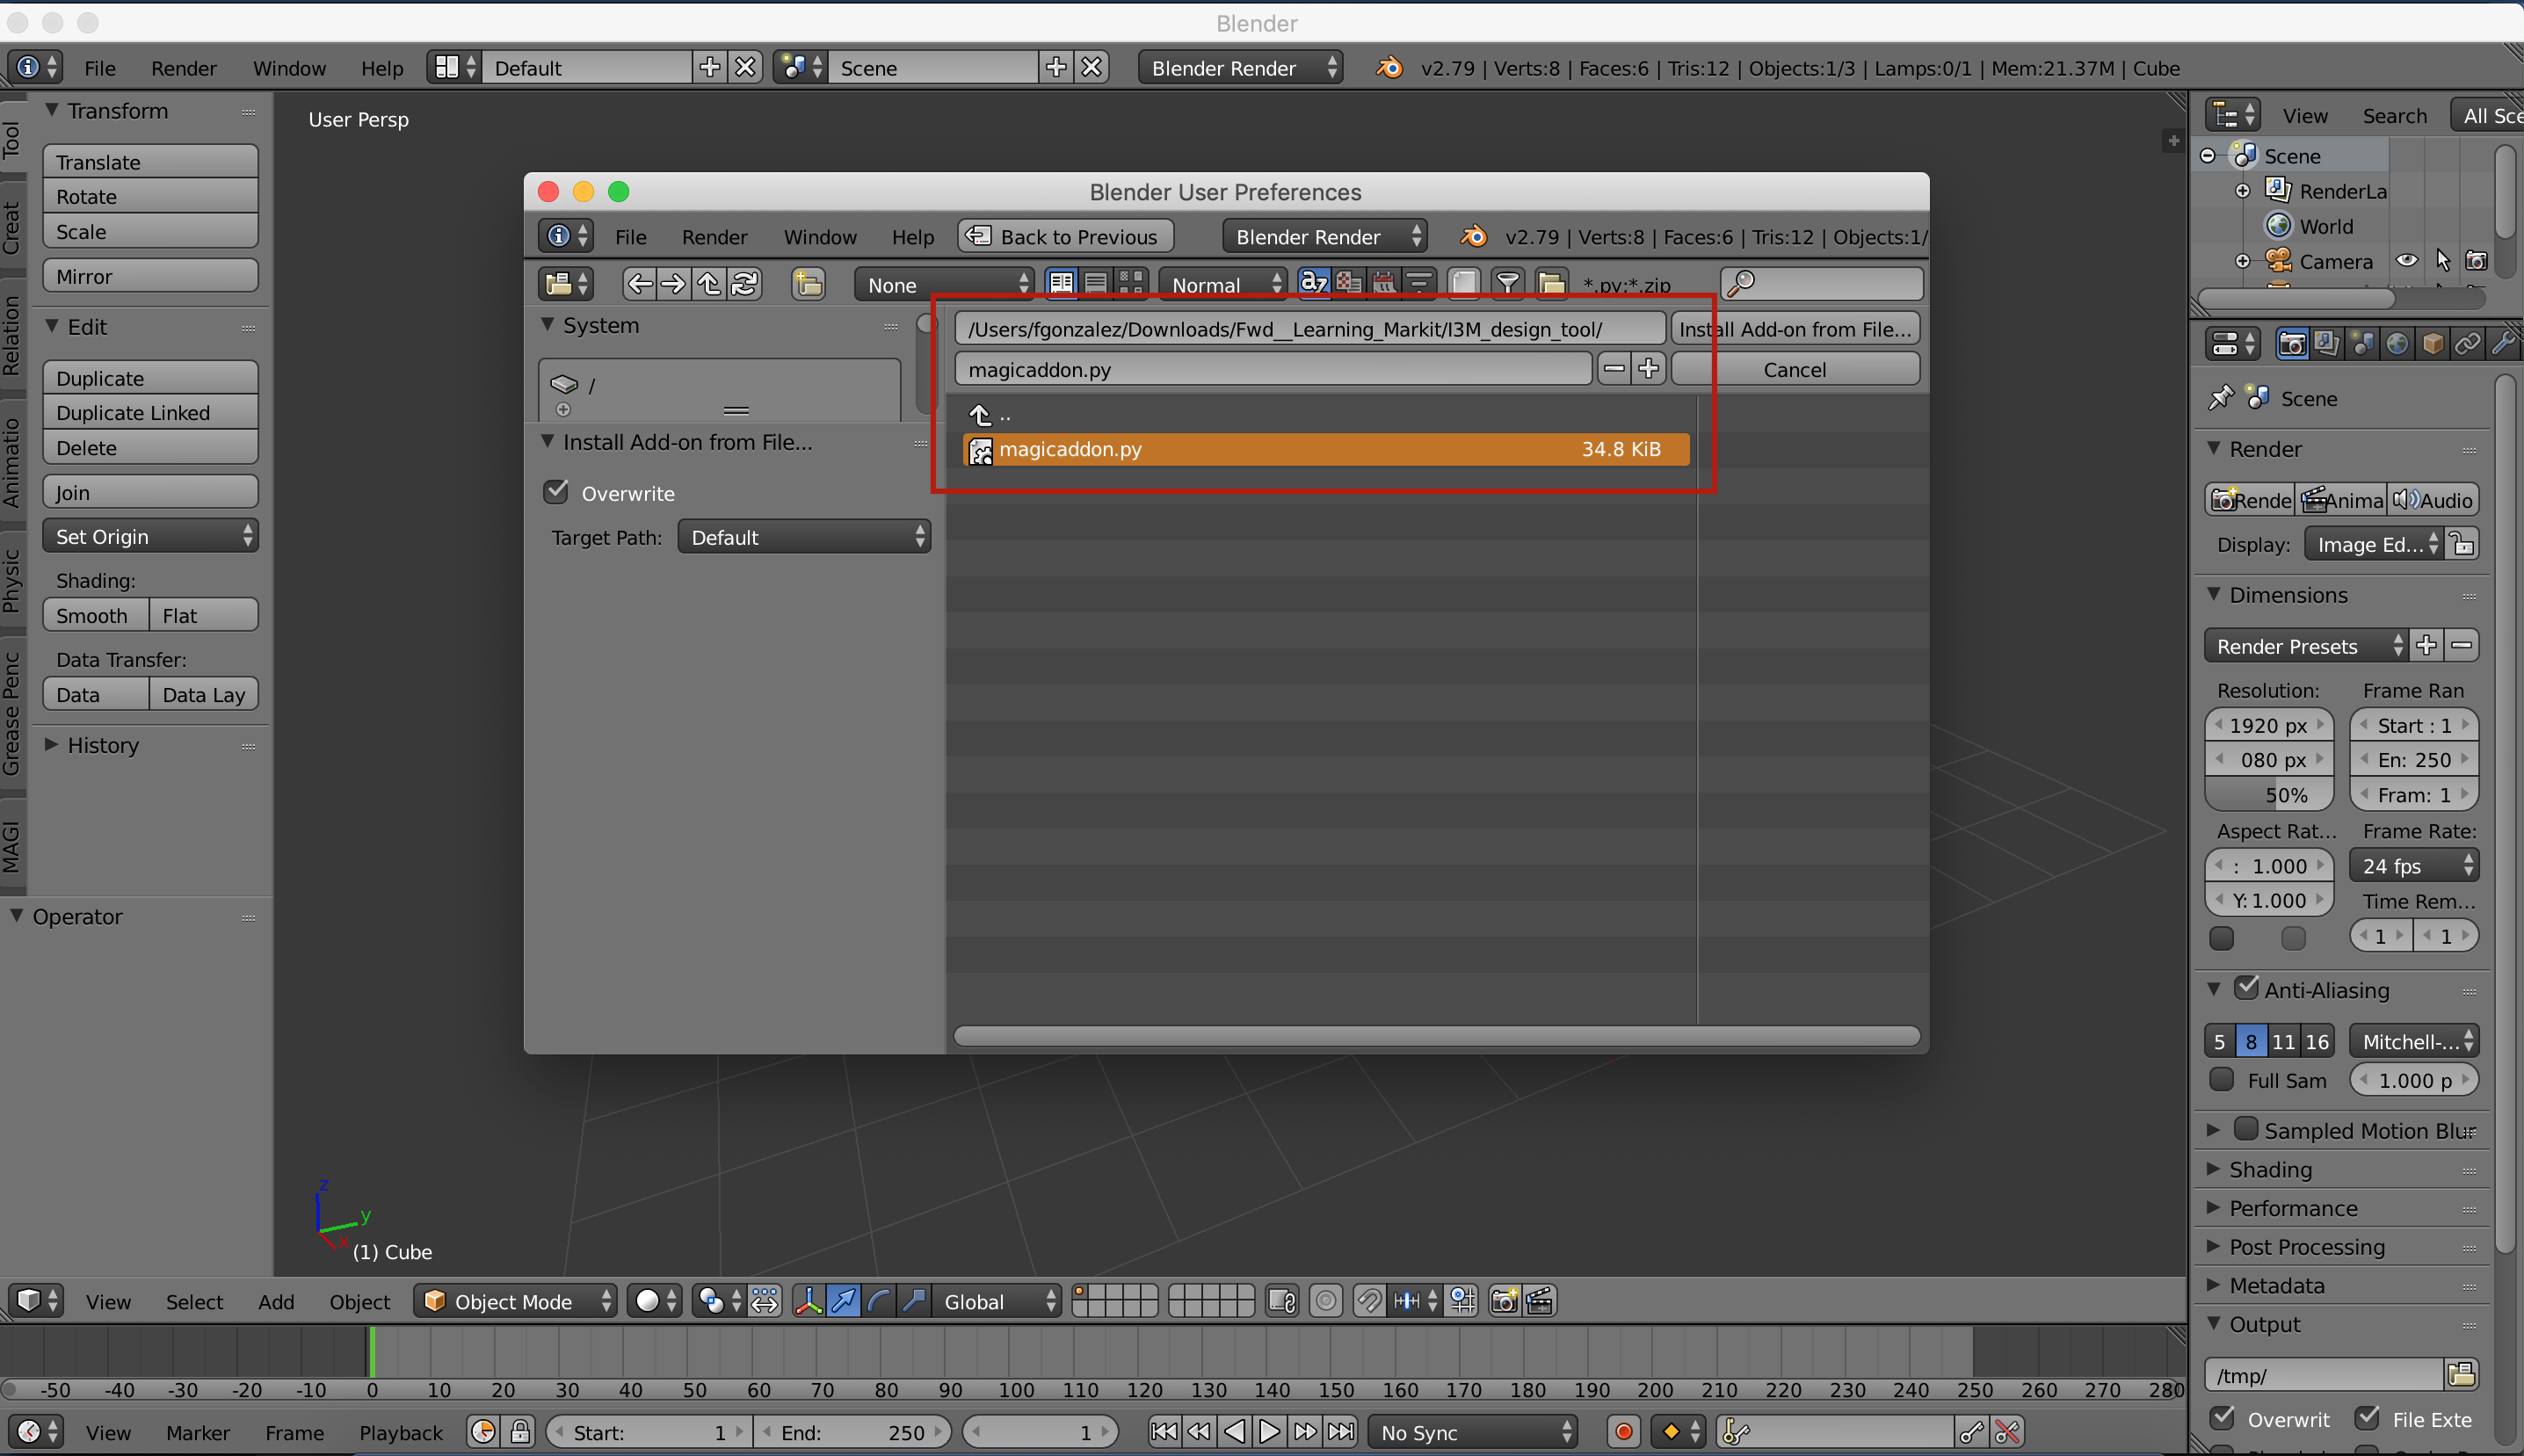 Blender
File Render Window Help Default Scene Blender Render v2.79 | Verts:8 | Faces:6 | Tris:12 | Objects:1/3 | Lamps:0/1 | Mem:21.37M | Cube
Tool
Creat
Relation
Animatio
Physic
Grease Penc
MAGI
Transform
Translate
Rotate
Scale
Mirror
Edit
Duplicate
Duplicate Linked
Delete
Join
Set Origin
Shading:
Smooth Flat
Data Transfer:
Data Data Lay
History
Operator
User Persp
Blender User Preferences
File Render Window Help Back to Previous Blender Render v2.79 | Verts:8 | Faces:6 | Tris:12 | Objects:1/
None Normal *.py;*.zip
System
/
Install Add-on from File...
Overwrite
Target Path: Default
/Users/fgonzalez/Downloads/Fwd__Learning_Markit/I3M_design_tool/ Install Add-on from File...
magicaddon.py Cancel
..
magicaddon.py 34.8 KiB
z
y
x
(1) Cube
View Search All Sce
Scene
RenderLa
World
Camera
Scene
Render
Rende Anima Audio
Display: Image Ed...
Dimensions
Render Presets
Resolution: Frame Ran
1920 px Start : 1
080 px En: 250
50% Fram: 1
Aspect Rat... Frame Rate:
: 1.000 24 fps
Y: 1.000 Time Rem...
1 1
Anti-Aliasing
5 8 11 16 Mitchell-...
Full Sam 1.000 p
Sampled Motion Blur
Shading
Performance
Post Processing
Metadata
Output
/tmp/
Overwrit File Exte
View Select Add Object Object Mode Global
-50 -40 -30 -20 -10 0 10 20 30 40 50 60 70 80 90 100 110 120 130 140 150 160 170 180 190 200 210 220 230 240 250 260 270 280
View Marker Frame Playback Start: 1 End: 250 1 No Sync